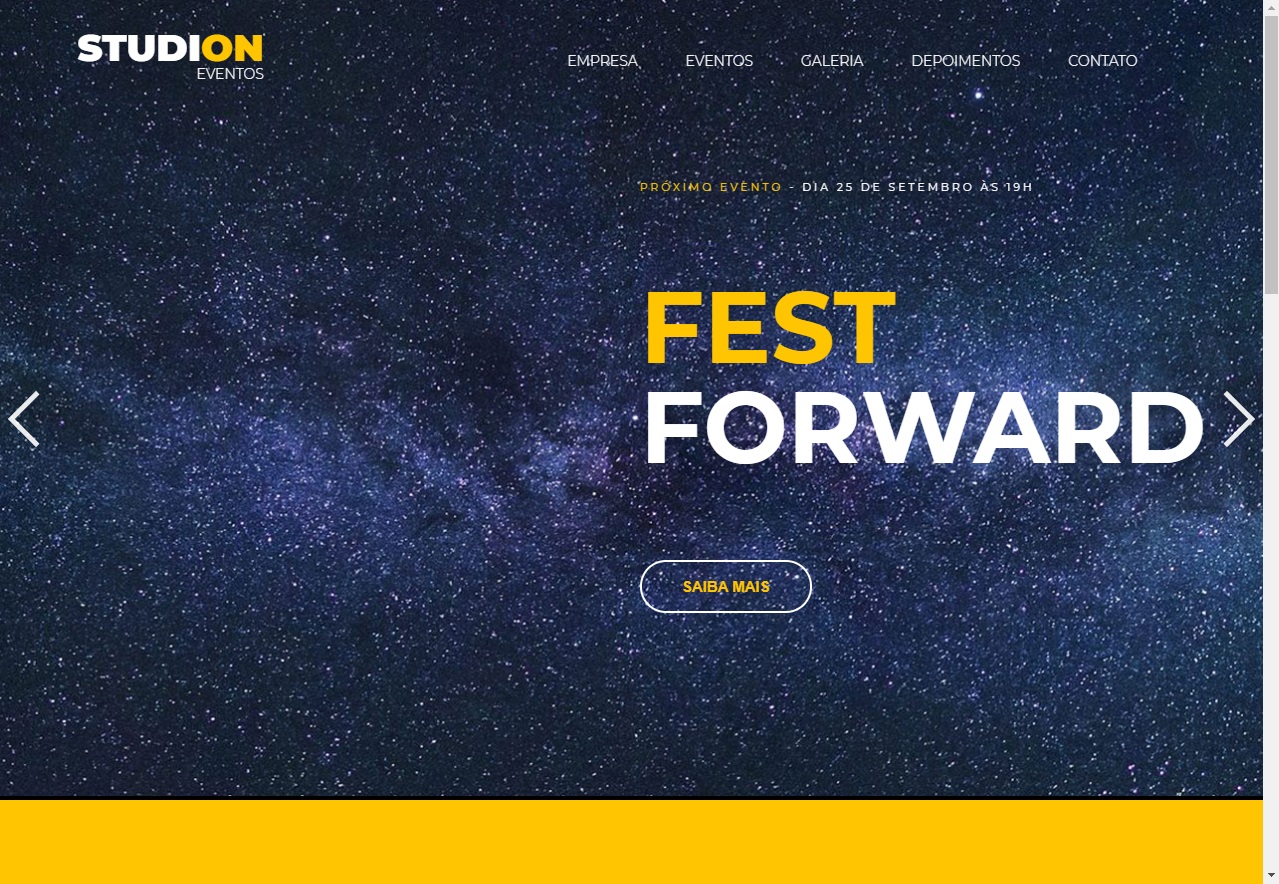 STUDION
EVENTOS
EMPRESA EVENTOS GALERIA DEPOIMENTOS CONTATO
PRÓXIMO EVENTO - DIA 25 DE SETEMBRO ÀS 19H
FEST
FORWARD
SAIBA MAIS